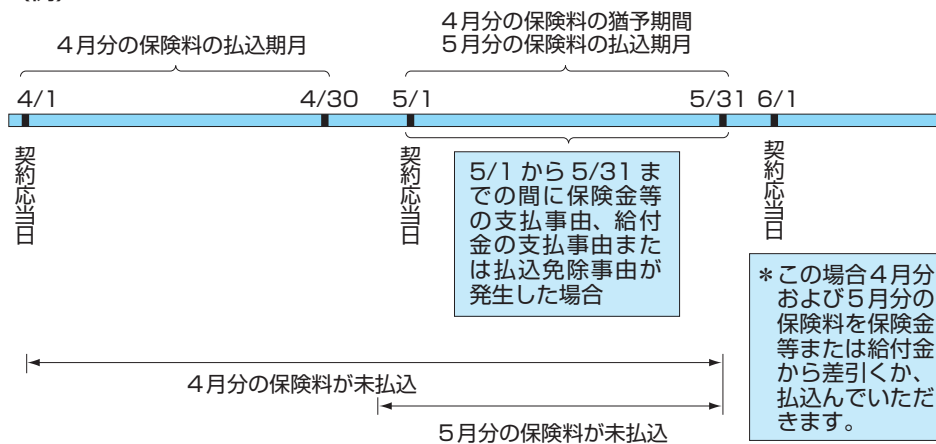 4月分の保険料の猶予期間
4月分の保険料の払込期月
5月分の保険料の払込期月
4/1
4/30
5/1
5/31
6/1
契約応当日
契約応当日
契約応当日
5/1 から 5/31 ま
での間に保険金等
の支払事由、給付
金の支払事由また
は払込免除事由が
発生した場合
*この場合4月分
および5月分の
保険料を保険金
等または給付金
から差引くか、
払込んでいただ
きます。
4月分の保険料が未払込
5月分の保険料が未払込